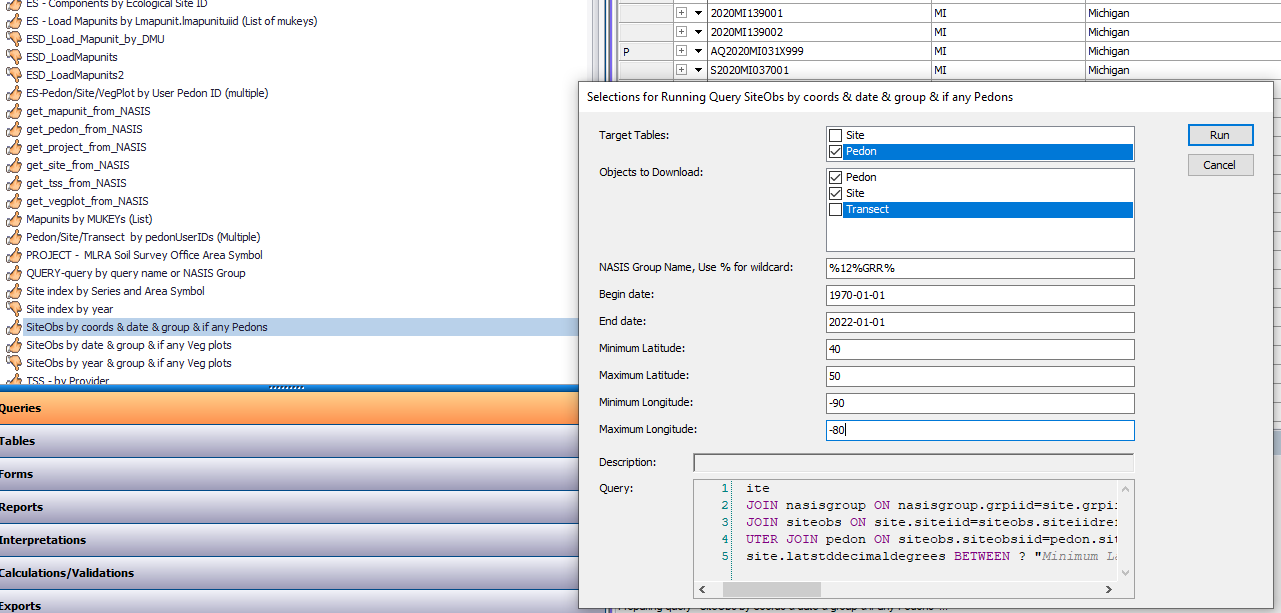 ES - Components by Ecological Site ID
ES - Load Mapunits by Lmapunit.lmapunituiid (List of mukeys)
ESD_Load_Mapunit_by_DMU
ESD_LoadMapunits
ESD_LoadMapunits2
ES-Pedon/Site/VegPlot by User Pedon ID (multiple)
get_mapunit_from_NASIS
get_pedon_from_NASIS
get_project_from_NASIS
get_site_from_NASIS
get_tss_from_NASIS
get_vegplot_from_NASIS
Mapunits by MUKEYs (List)
Pedon/Site/Transect by pedonUserIDs (Multiple)
PROJECT - MLRA Soil Survey Office Area Symbol
QUERY-query by query name or NASIS Group
Site index by Series and Area Symbol
Site index by year
SiteObs by coords & date & group & if any Pedons
SiteObs by date & group & if any Veg plots
SiteObs by year & group & if any Veg plots
TSS - by Provider
Queries
Tables
Forms
Reports
Interpretations
Calculations/Validations
Exports
2020MI139001 MI Michigan
2020MI139002 MI Michigan
P AQ2020MI031X999 MI Michigan
S2020MI037001 MI Michigan
Selections for Running Query SiteObs by coords & date & group & if any Pedons
Target Tables:
Site
Pedon
Run
Cancel
Objects to Download:
Pedon
Site
Transect
NASIS Group Name, Use % for wildcard: %12%GRR%
Begin date: 1970-01-01
End date: 2022-01-01
Minimum Latitude: 40
Maximum Latitude: 50
Minimum Longitude: -90
Maximum Longitude: -80
Description:
Query:
1 ite
2 JOIN nasisgroup ON nasisgroup.grpiid=site.grpii
3 JOIN siteobs ON site.siteiid=siteobs.siteiidre
4 UTER JOIN pedon ON siteobs.siteobsiid=pedon.sit
5 site.latstddecimaldegrees BETWEEN ? "Minimum La